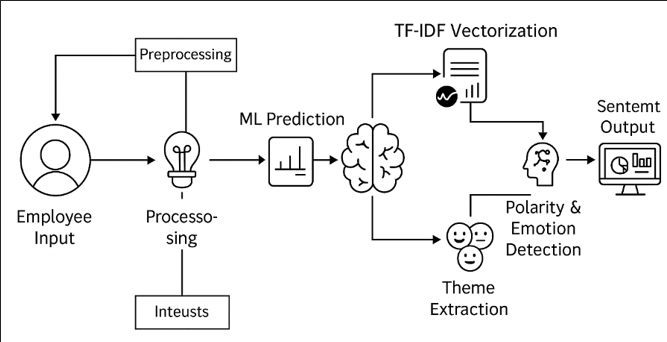 TF-IDF Vectorization
Preprocessing
ML Prediction
Sentemt
Output
Employee
Input
Processo-
sing
Polarity &
Emotion
Detection
Theme
Extraction
Inteusts